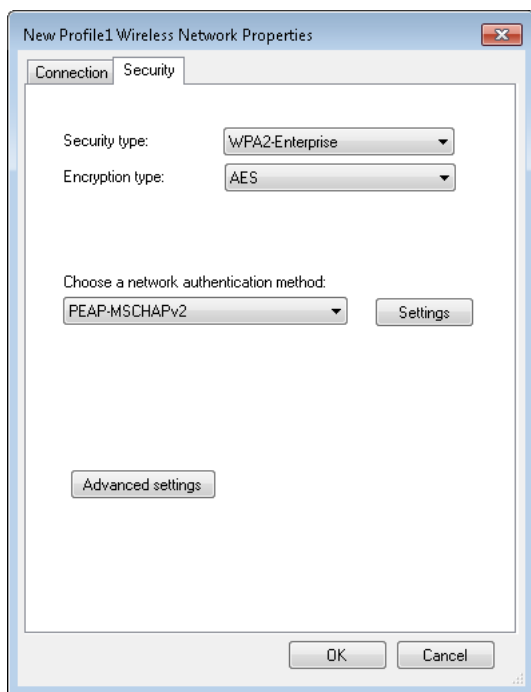 New Profile1 Wireless Network Properties
Connection Security
Security type: WPA2-Enterprise
Encryption type: AES
Choose a network authentication method:
PEAP-MSCHAPv2 Settings
Advanced settings
OK Cancel